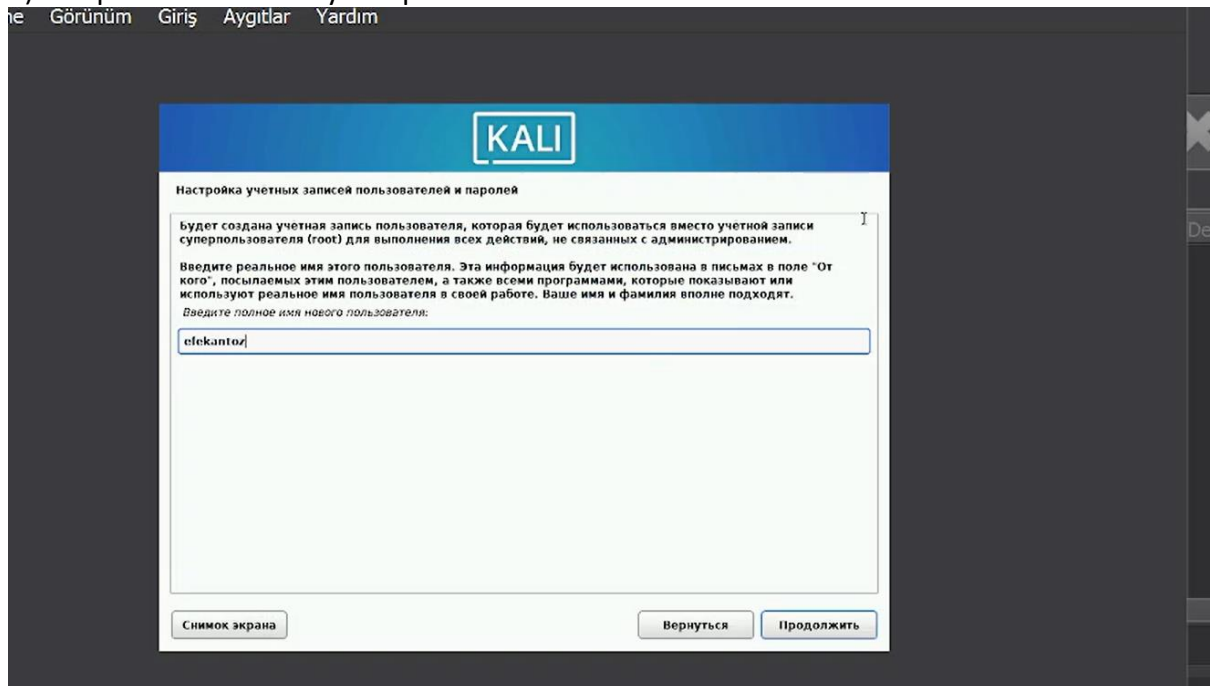 Görünüm Giriş Aygıtlar Yardım
KALI
Настройка учетных записей пользователей и паролей
Будет создана учётная запись пользователя, которая будет использоваться вместо учётной записи
суперпользователя (root) для выполнения всех действий, не связанных с администрированием.
Введите реальное имя этого пользователя. Эта информация будет использована в письмах в поле "От
кого", посылаемых этим пользователем, а также всеми программами, которые показывают или
используют реальное имя пользователя в своей работе. Ваше имя и фамилия вполне подходят.
Введите полное имя нового пользователя:
efekantoz
Снимок экрана
Вернуться
Продолжить